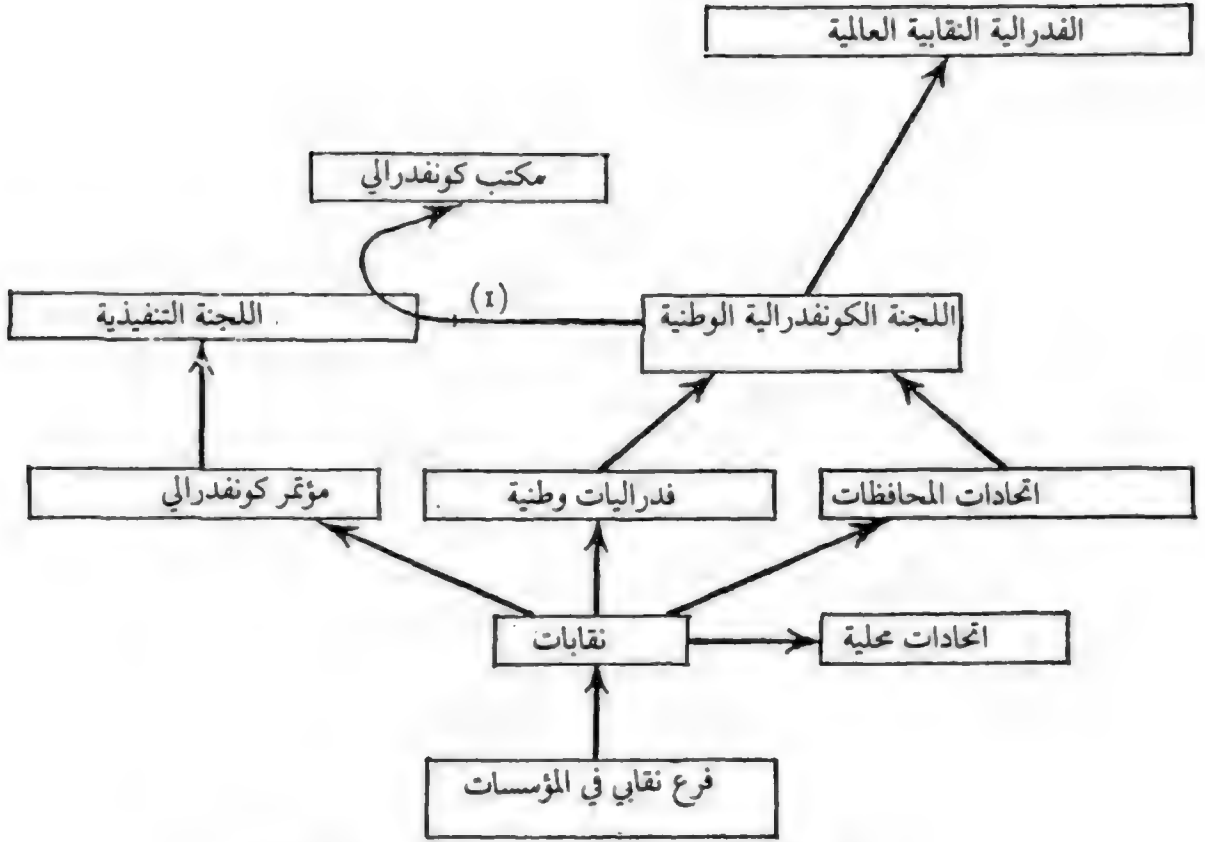 الفدرالية النقابية العالمية
مكتب كونفدرالي
(I)
اللجنة الكونفدرالية الوطنية
اللجنة التنفيذية
اتحادات المحافظات
فدراليات وطنية
مؤتمر كونفدرالي
نقابات
اتحادات محلية
فرع نقابي في المؤسسات